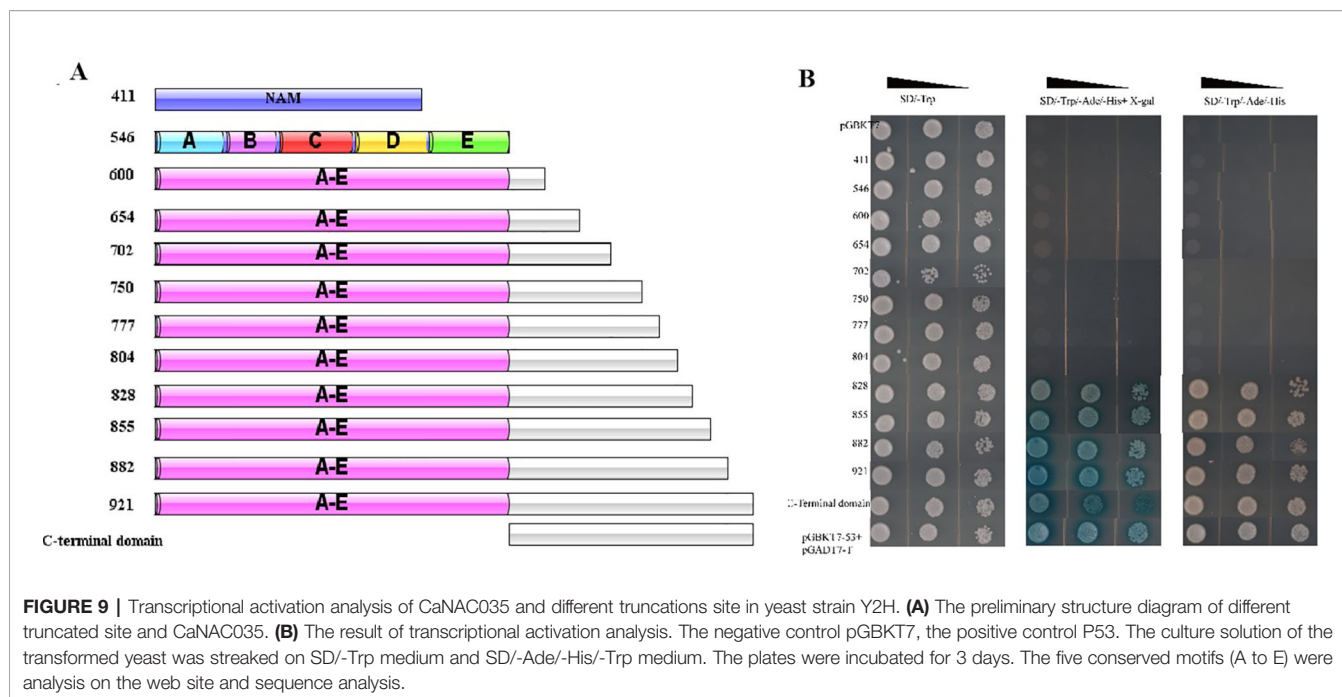 A
411
NAM
546
A B C D E
600
A-E
654
A-E
702
A-E
750
A-E
777
A-E
804
A-E
828
A-E
855
A-E
882
A-E
921
A-E
C-terminal domain
B
SD/-Trp
SD/-Trp/-Ade/-His+ X-gal
SD/-Trp/-Ade/-His
pGBKT7
411
546
600
654
702
750
777
804
828
855
882
921
C-Terminal domain
pGBKT7-53+
pGADT7-T
FIGURE 9 | Transcriptional activation analysis of CaNAC035 and different truncations site in yeast strain Y2H. (A) The preliminary structure diagram of different
truncated site and CaNAC035. (B) The result of transcriptional activation analysis. The negative control pGBKT7, the positive control P53. The culture solution of the
transformed yeast was streaked on SD/-Trp medium and SD/-Ade/-His/-Trp medium. The plates were incubated for 3 days. The five conserved motifs (A to E) were
analysis on the web site and sequence analysis.